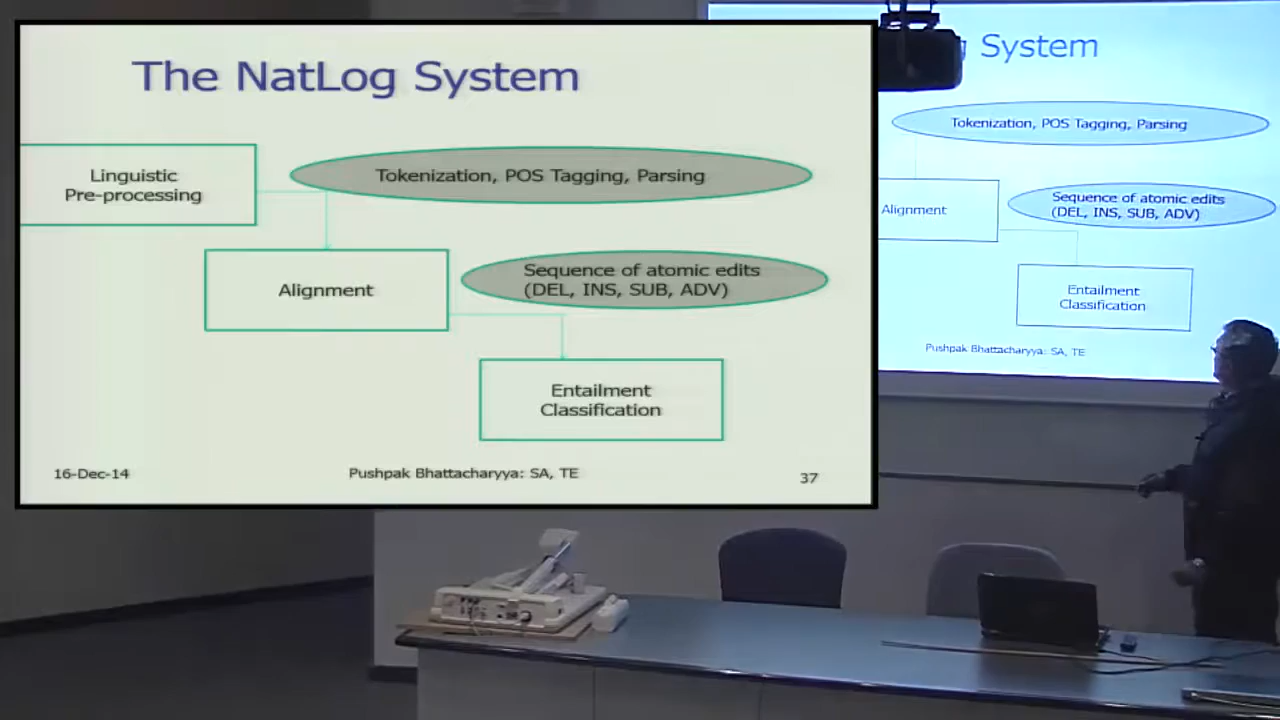 The NatLog System
Linguistic
Pre-processing
Tokenization, POS Tagging, Parsing
Alignment
Sequence of atomic edits
(DEL, INS, SUB, ADV)
Entailment
Classification
16-Dec-14
Pushpak Bhattacharyya: SA, TE
37
System
Tokenization, POS Tagging, Parsing
Alignment
Sequence of atomic edits
(DEL, INS, SUB, ADV)
Entailment
Classification
Pushpak Bhattacharyya: SA, TE